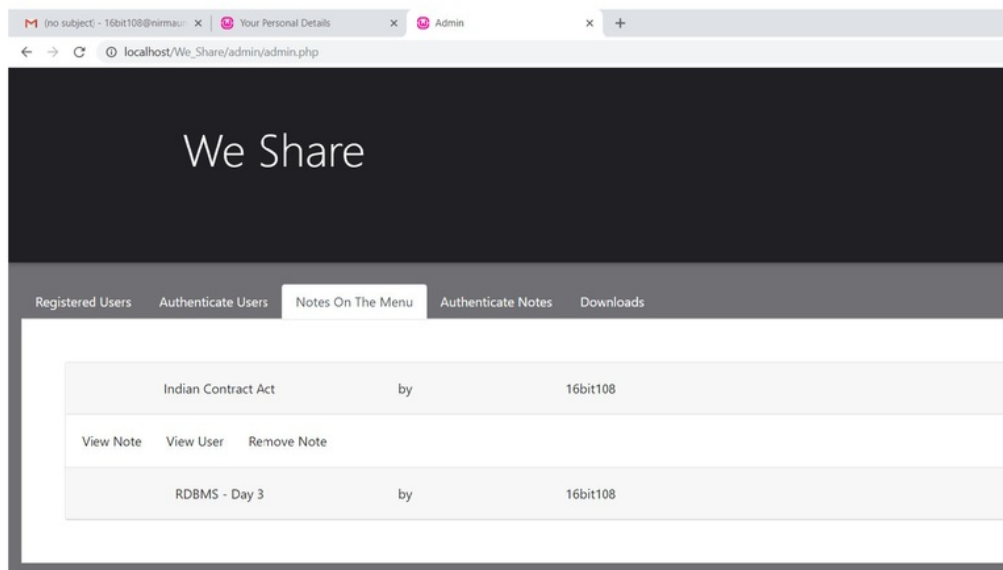 (no subject) - 16bit108@nirmaun
Your Personal Details
Admin
localhost/We_Share/admin/admin.php
We Share
Registered Users Authenticate Users Notes On The Menu Authenticate Notes Downloads
Indian Contract Act by 16bit108
View Note View User Remove Note
RDBMS - Day 3 by 16bit108